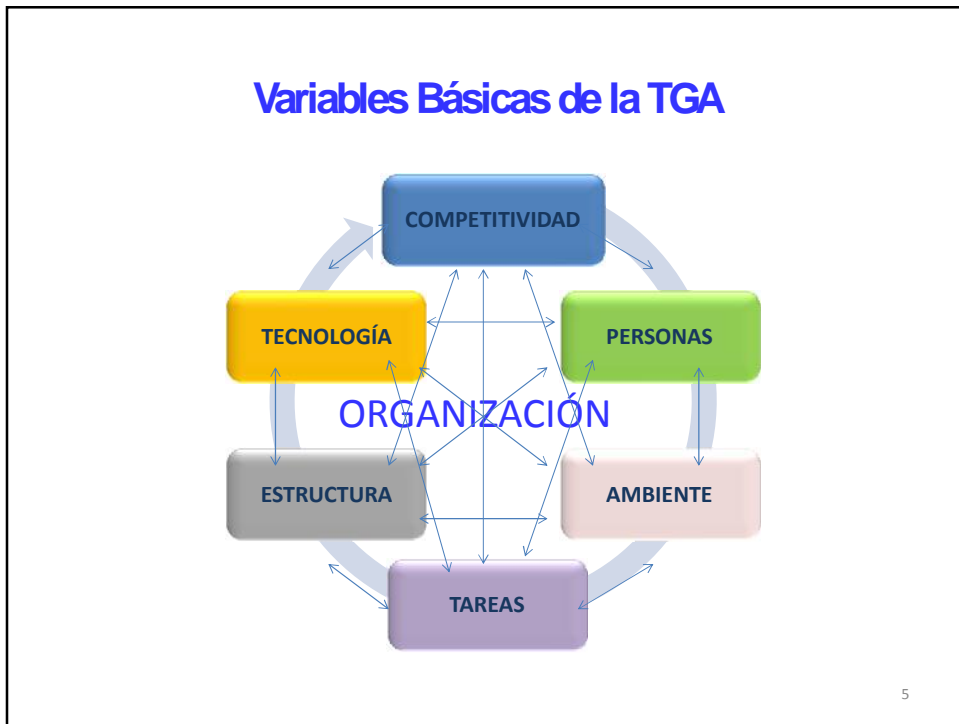 Variables Básicas de la TGA
COMPETITIVIDAD
TECNOLOGÍA
PERSONAS
ORGANIZACIÓN
ESTRUCTURA
AMBIENTE
TAREAS
5